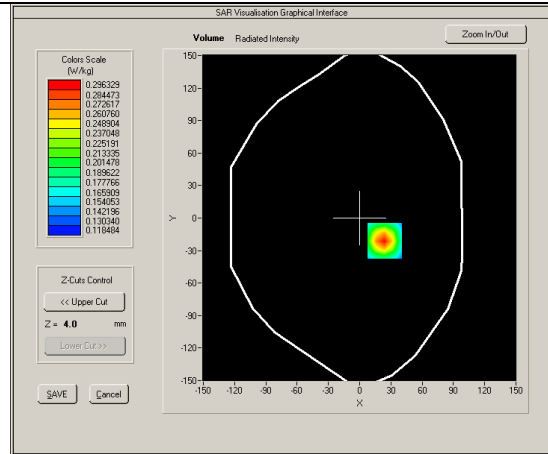 SAR Visualisation Graphical Interface
Volume Radiated Intensity
Zoom In/Out
Colors Scale
(W/kg)
0.296329
0.284473
0.272617
0.260760
0.248904
0.237048
0.225191
0.213335
0.201478
0.189622
0.177766
0.165909
0.154053
0.142196
0.130340
0.118484
Z-Cuts Control
<< Upper Cut
Z = 4.0 mm
Lower Cut >>
SAVE Cancel
150
120
90
60
30
0
-30
-60
-90
-120
-150
Y
-150 -120 -90 -60 -30 0 30 60 90 120 150
X